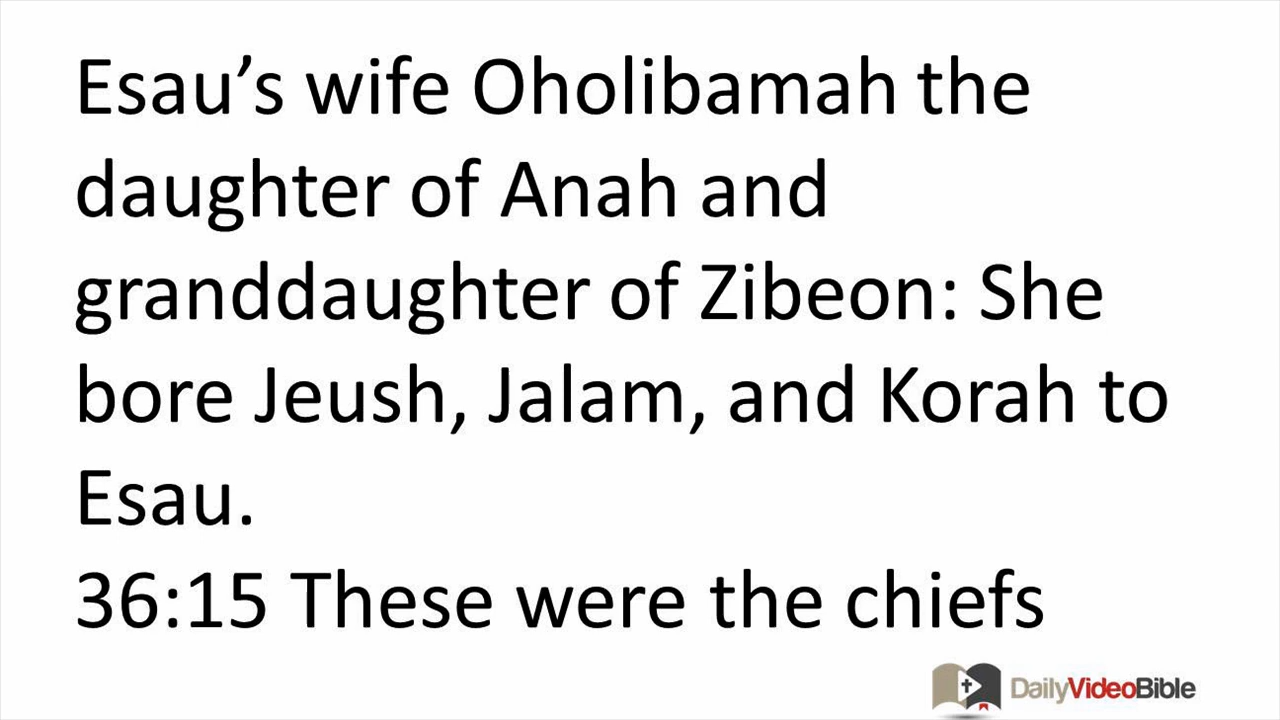 Esau’s wife Oholibamah the
daughter of Anah and
granddaughter of Zibeon: She
bore Jeush, Jalam, and Korah to
Esau.
36:15 These were the chiefs
DailyVideoBible